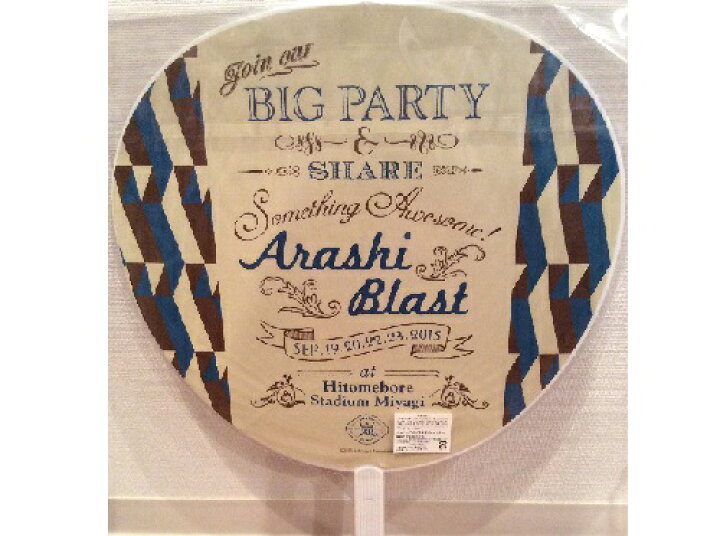 Join our
BIG PARTY
&
SHARE
Something Awesome!
Arashi
Blast
SEP.19.20.22.23.2015
at
Hitomebore
Stadium Miyagi